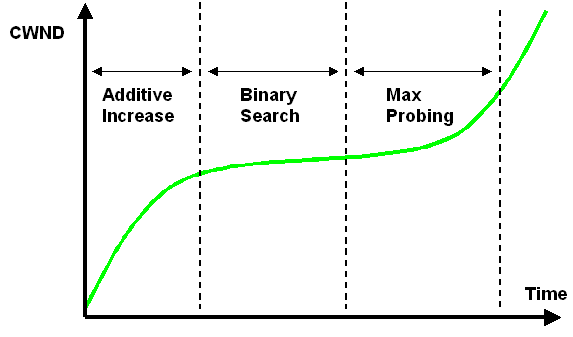 CWND
Additive
Increase
Binary
Search
Max
Probing
Time